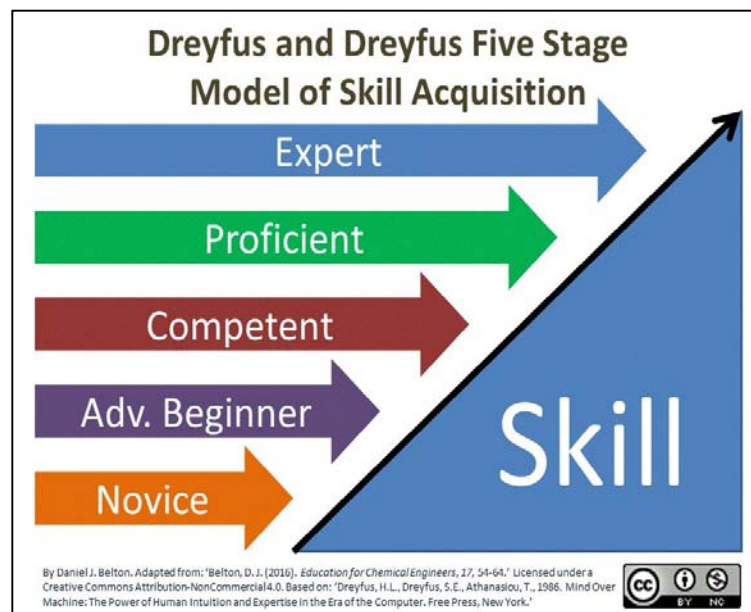 Dreyfus and Dreyfus Five Stage
Model of Skill Acquisition
Expert
Proficient
Competent
Adv. Beginner
Novice
Skill
By Daniel J. Belton. Adapted from: 'Belton, D. J. (2016). Education for Chemical Engineers, 17, 54-64.' Licensed under a
Creative Commons Attribution-NonCommercial 4.0. Based on: 'Dreyfus, H.L., Dreyfus, S.E., Athanasiou, T., 1986. Mind Over
Machine: The Power of Human Intuition and Expertise in the Era of the Computer. Free Press, New York.'
cc
BY NC